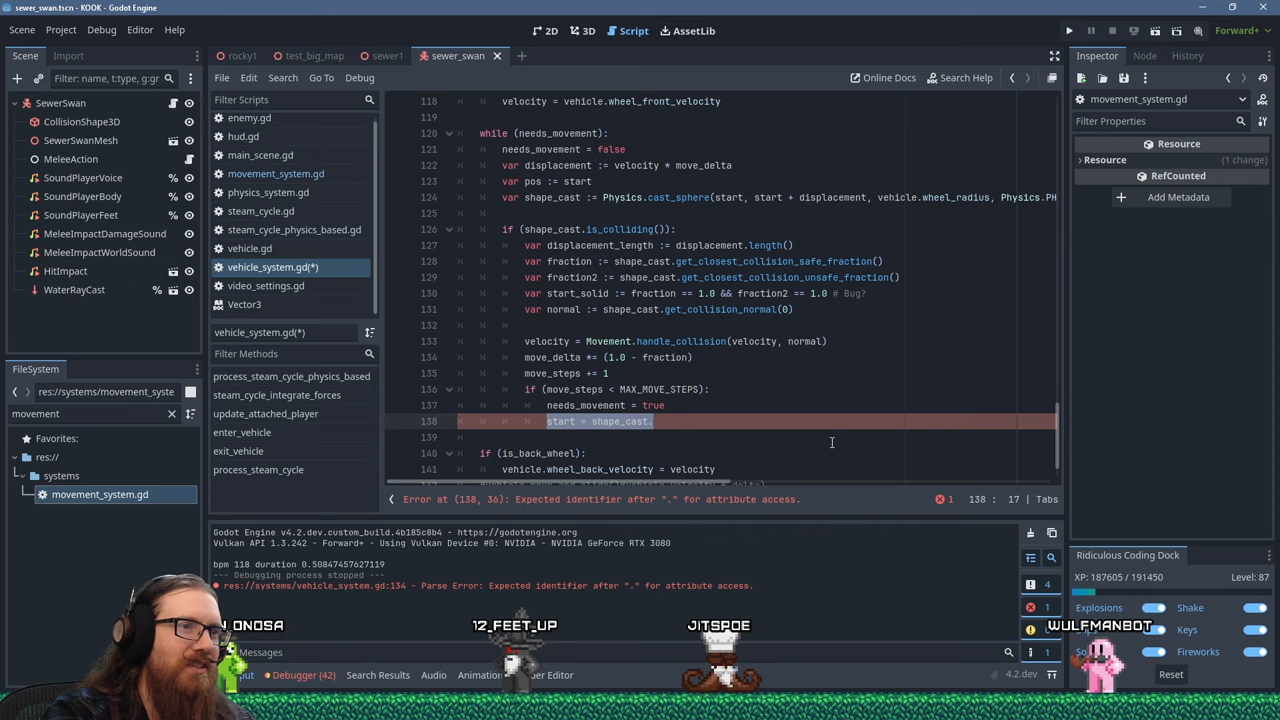 sewer_swan.tscn - KOOK - Godot Engine
Scene Project Debug Editor Help
2D 3D Script AssetLib
Forward+
Scene Import
rocky1 test_big_map sewer1 sewer_swan
Inspector Node History
Filter: name, t:type, g:gr
File Edit Search Go To Debug
Online Docs Search Help
SewerSwan
CollisionShape3D
SewerSwanMesh
MeleeAction
SoundPlayerVoice
SoundPlayerBody
SoundPlayerFeet
MeleeImpactDamageSound
MeleeImpactWorldSound
HitImpact
WaterRayCast
FileSystem
res://systems/movement_syste
movement
Favorites:
res://
systems
movement_system.gd
Filter Scripts
enemy.gd
hud.gd
main_scene.gd
movement_system.gd
physics_system.gd
steam_cycle.gd
steam_cycle_physics_based.gd
vehicle.gd
vehicle_system.gd(*)
video_settings.gd
Vector3
vehicle_system.gd(*)
Filter Methods
process_steam_cycle_physics_based
steam_cycle_integrate_forces
update_attached_player
enter_vehicle
exit_vehicle
process_steam_cycle
118 velocity = vehicle.wheel_front_velocity
119
120 while (needs_movement):
121 needs_movement = false
122 var displacement := velocity * move_delta
123 var pos := start
124 var shape_cast := Physics.cast_sphere(start, start + displacement, vehicle.wheel_radius, Physics.PH
125
126 if (shape_cast.is_colliding()):
127 var displacement_length := displacement.length()
128 var fraction := shape_cast.get_closest_collision_safe_fraction()
129 var fraction2 := shape_cast.get_closest_collision_unsafe_fraction()
130 var start_solid := fraction == 1.0 && fraction2 == 1.0 # Bug?
131 var normal := shape_cast.get_collision_normal(0)
132
133 velocity = Movement.handle_collision(velocity, normal)
134 move_delta *= (1.0 - fraction)
135 move_steps += 1
136 if (move_steps < MAX_MOVE_STEPS):
137 needs_movement = true
138 start = shape_cast.
139
140 if (is_back_wheel):
141 vehicle.wheel_back_velocity = velocity
Error at (138, 36): Expected identifier after "." for attribute access.
1 138 : 17 | Tabs
Godot Engine v4.2.dev.custom_build.4b185c8b4 - https://godotengine.org
Vulkan API 1.3.242 - Forward+ - Using Vulkan Device #0: NVIDIA - NVIDIA GeForce RTX 3080
bpm 118 duration 0.50847457627119
--- Debugging process stopped ---
res://systems/vehicle_system.gd:134 - Parse Error: Expected identifier after "." for attribute access.
4
1
1
Messages
Debugger (42) Search Results Audio
4.2.dev
movement_system.gd
Filter Properties
Resource
Resource (1 change)
RefCounted
Add Metadata
Ridiculous Coding Dock
XP: 187605 / 191450 Level: 87
Explosions Shake
Keys
Fireworks
Reset
12_FEET_UP
JITSPOE
WULFMANBOT